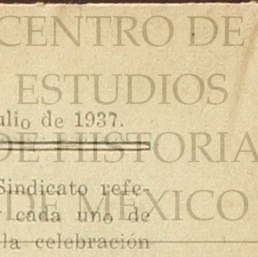 CENTRO DE
ESTUDIOS
ulio de 1937.
DE HISTORIA
Sindicato refe-
cada uno de
DE MÉXICO
la celebración